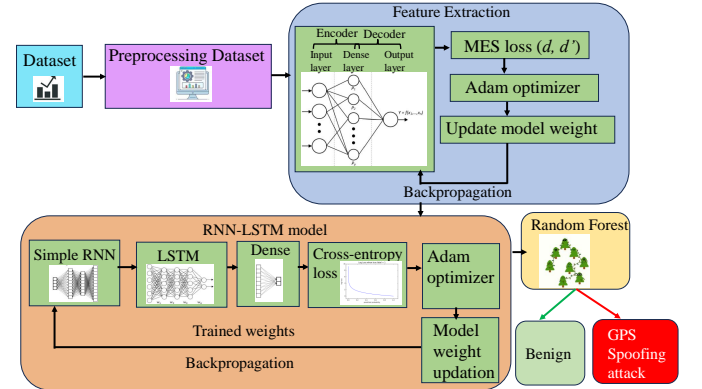 Feature Extraction
Dataset
Preprocessing Dataset
Encoder Decoder
Input Dense Output
layer layer layer
MES loss (d, d')
Adam optimizer
Update model weight
Backpropagation
RNN-LSTM model
Simple RNN
LSTM
Dense
Cross-entropy
loss
Adam
optimizer
Model
weight
updation
Trained weights
Backpropagation
Random Forest
Benign
GPS
Spoofing
attack